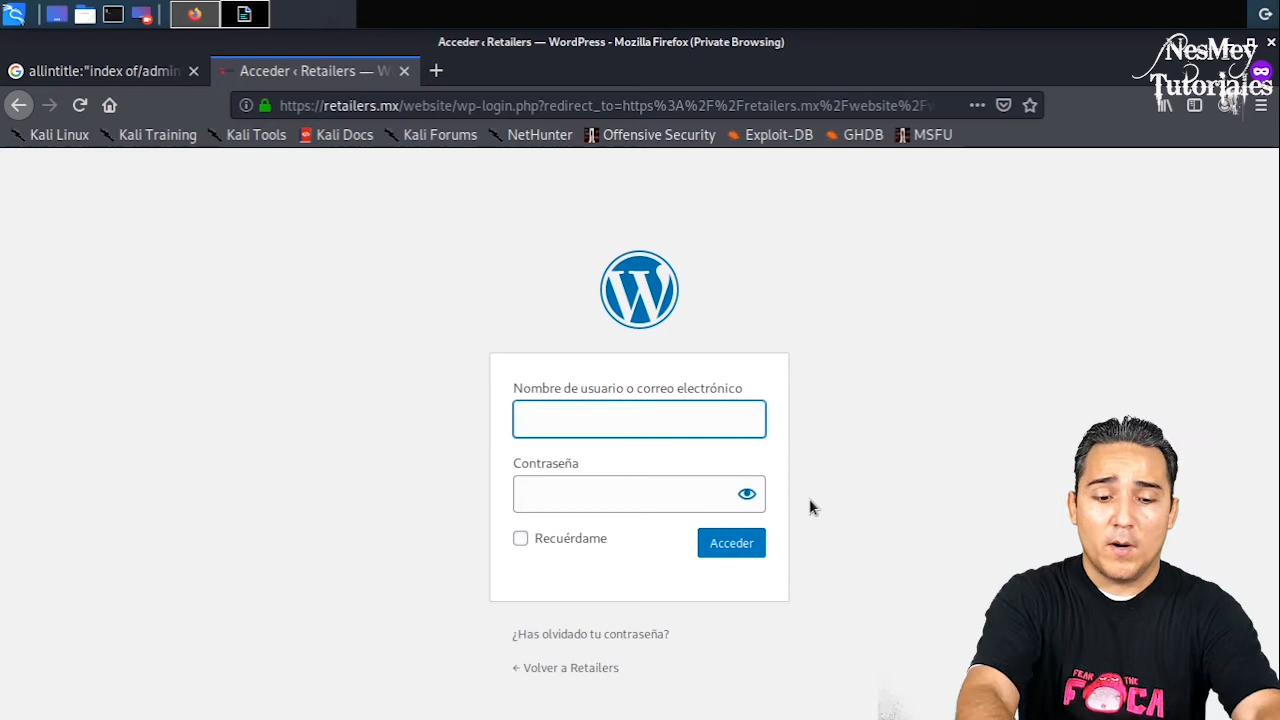 Acceder ‹ Retailers — WordPress - Mozilla Firefox (Private Browsing)
NesMey
Tutoriales
allintitle:"index of/admin
Acceder ‹ Retailers — W
https://retailers.mx/website/wp-login.php?redirect_to=https%3A%2F%2Fretailers.mx%2Fwebsite%2Fv
Kali Linux
Kali Training
Kali Tools
Kali Docs
Kali Forums
NetHunter
Offensive Security
Exploit-DB
GHDB
MSFU
Nombre de usuario o correo electrónico
Contraseña
Recuérdame
Acceder
¿Has olvidado tu contraseña?
← Volver a Retailers
FEAR THE
FOCA